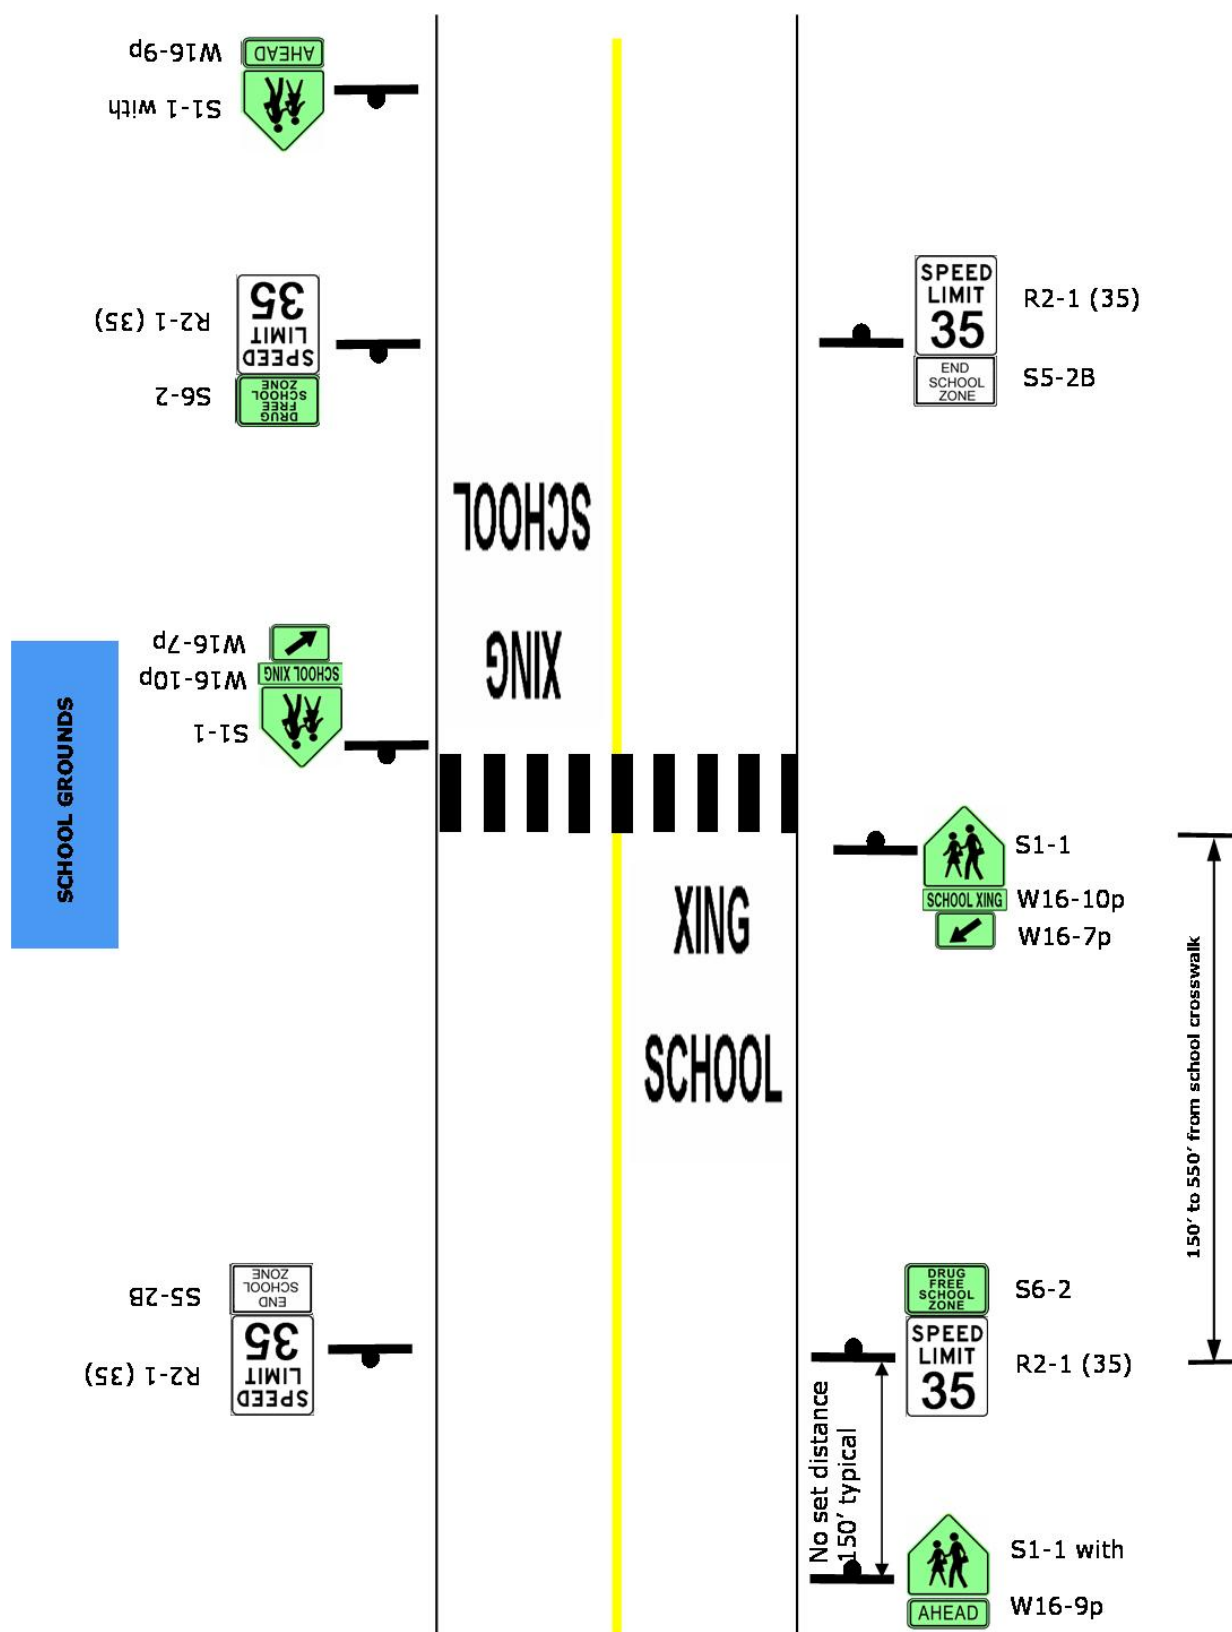 W16-9p
AHEAD
S1-1 with
R2-1 (35)
SPEED
LIMIT
35
S6-2
DRUG
FREE
SCHOOL
ZONE
SPEED
LIMIT
35
R2-1 (35)
END
SCHOOL
ZONE
S5-2B
SCHOOL
XING
W16-7p
W16-10p
SCHOOL XING
S1-1
SCHOOL GROUNDS
S1-1
SCHOOL XING
W16-10p
W16-7p
XING
SCHOOL
150' to 550' from school crosswalk
S5-2B
END
SCHOOL
ZONE
R2-1 (35)
SPEED
LIMIT
35
DRUG
FREE
SCHOOL
ZONE
S6-2
SPEED
LIMIT
35
R2-1 (35)
No set distance
150' typical
S1-1 with
AHEAD
W16-9p